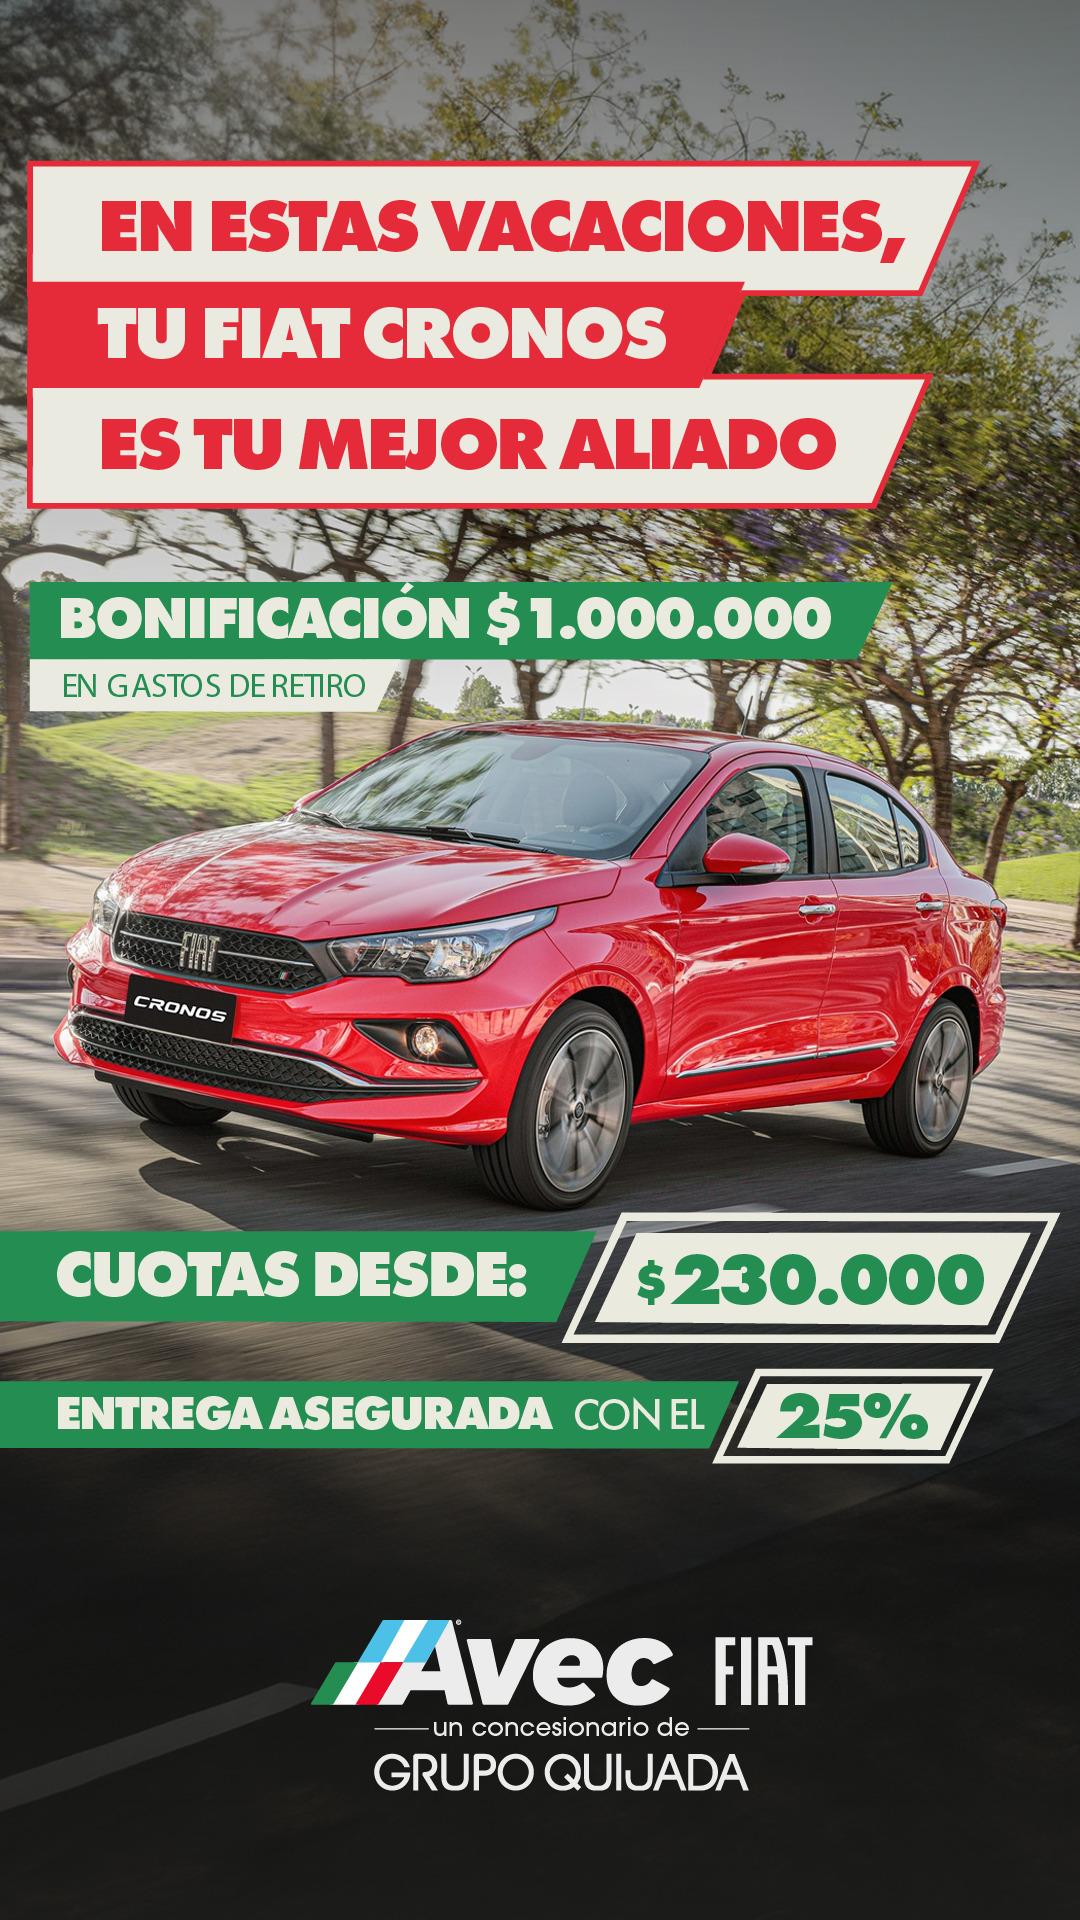 EN ESTAS VACACIONES,
TU FIAT CRONOS
ES TU MEJOR ALIADO
BONIFICACIÓN $1.000.000
EN GASTOS DE RETIRO
FIAT
CRONOS
CUOTAS DESDE: $230.000
ENTREGA ASEGURADA CON EL 25%
Avec FIAT
un concesionario de
GRUPO QUIJADA